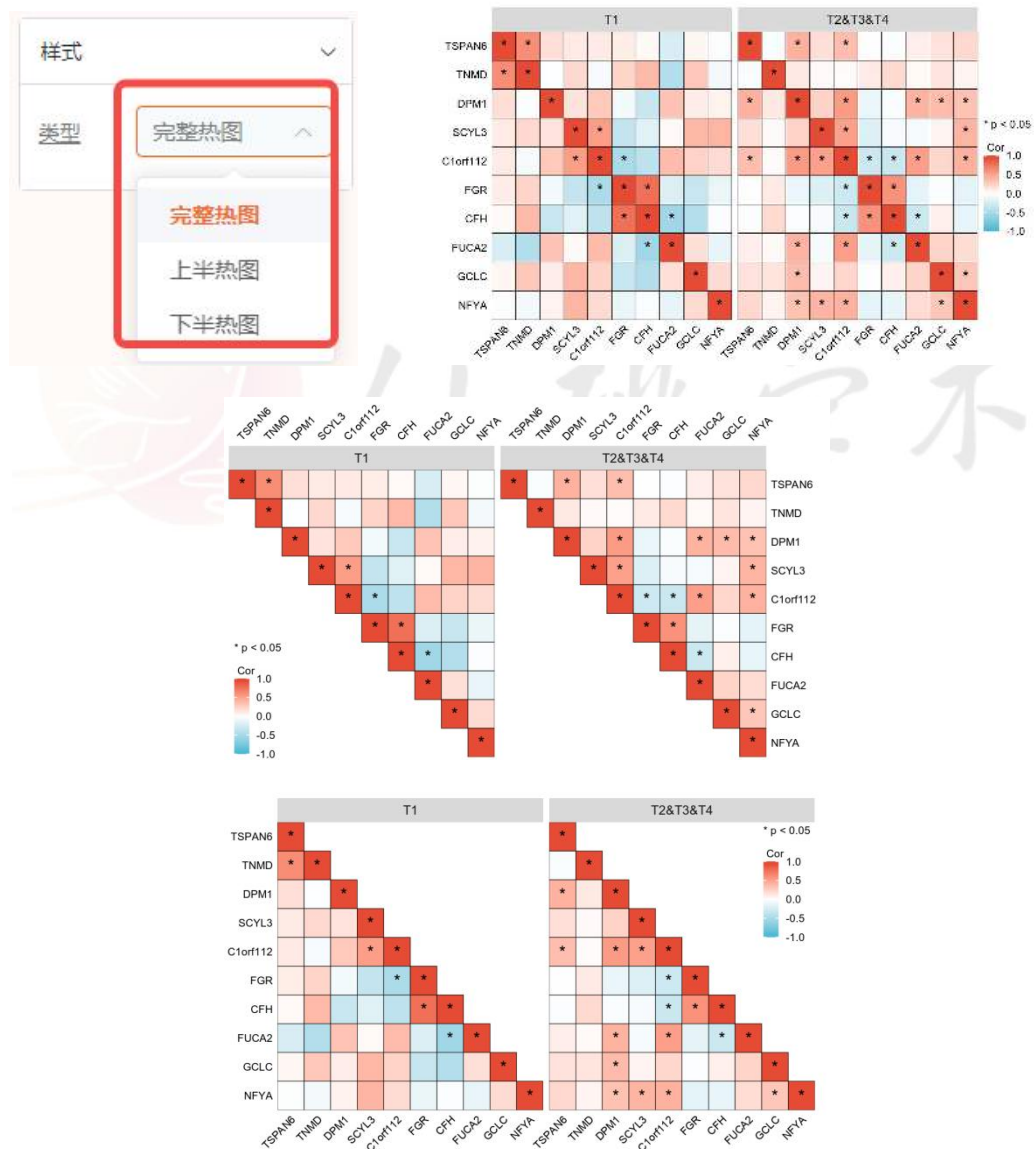 样式
类型
完整热图
完整热图
上半热图
下半热图
T1
T2&T3&T4
TSPAN6
TNMD
DPM1
SCYL3
C1orf112
FGR
CFH
FUCA2
GCLC
NFYA
TSPAN6 TNMD DPM1 SCYL3 C1orf112 FGR CFH FUCA2 GCLC NFYA
TSPAN6 TNMD DPM1 SCYL3 C1orf112 FGR CFH FUCA2 GCLC NFYA
* p < 0.05
Cor
1.0
0.5
0.0
-0.5
-1.0
TSPAN6 TNMD DPM1 SCYL3 C1orf112 FGR CFH FUCA2 GCLC NFYA
TSPAN6 TNMD DPM1 SCYL3 C1orf112 FGR CFH FUCA2 GCLC NFYA
T1
T2&T3&T4
TSPAN6
TNMD
DPM1
SCYL3
C1orf112
FGR
CFH
FUCA2
GCLC
NFYA
* p < 0.05
Cor
1.0
0.5
0.0
-0.5
-1.0
T1
T2&T3&T4
TSPAN6
TNMD
DPM1
SCYL3
C1orf112
FGR
CFH
FUCA2
GCLC
NFYA
* p < 0.05
Cor
1.0
0.5
0.0
-0.5
-1.0
TSPAN6 TNMD DPM1 SCYL3 C1orf112 FGR CFH FUCA2 GCLC NFYA
TSPAN6 TNMD DPM1 SCYL3 C1orf112 FGR CFH FUCA2 GCLC NFYA